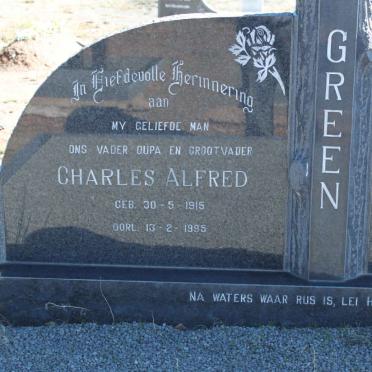 In Liefdevolle Herinnering
aan
MY GELIEFDE MAN
ONS VADER OUPA EN GROOTVADER
CHARLES ALFRED
GEB. 30-5-1915
OORL. 13-2-1985
GREEN
NA WATERS WAAR RUS IS, LEI H